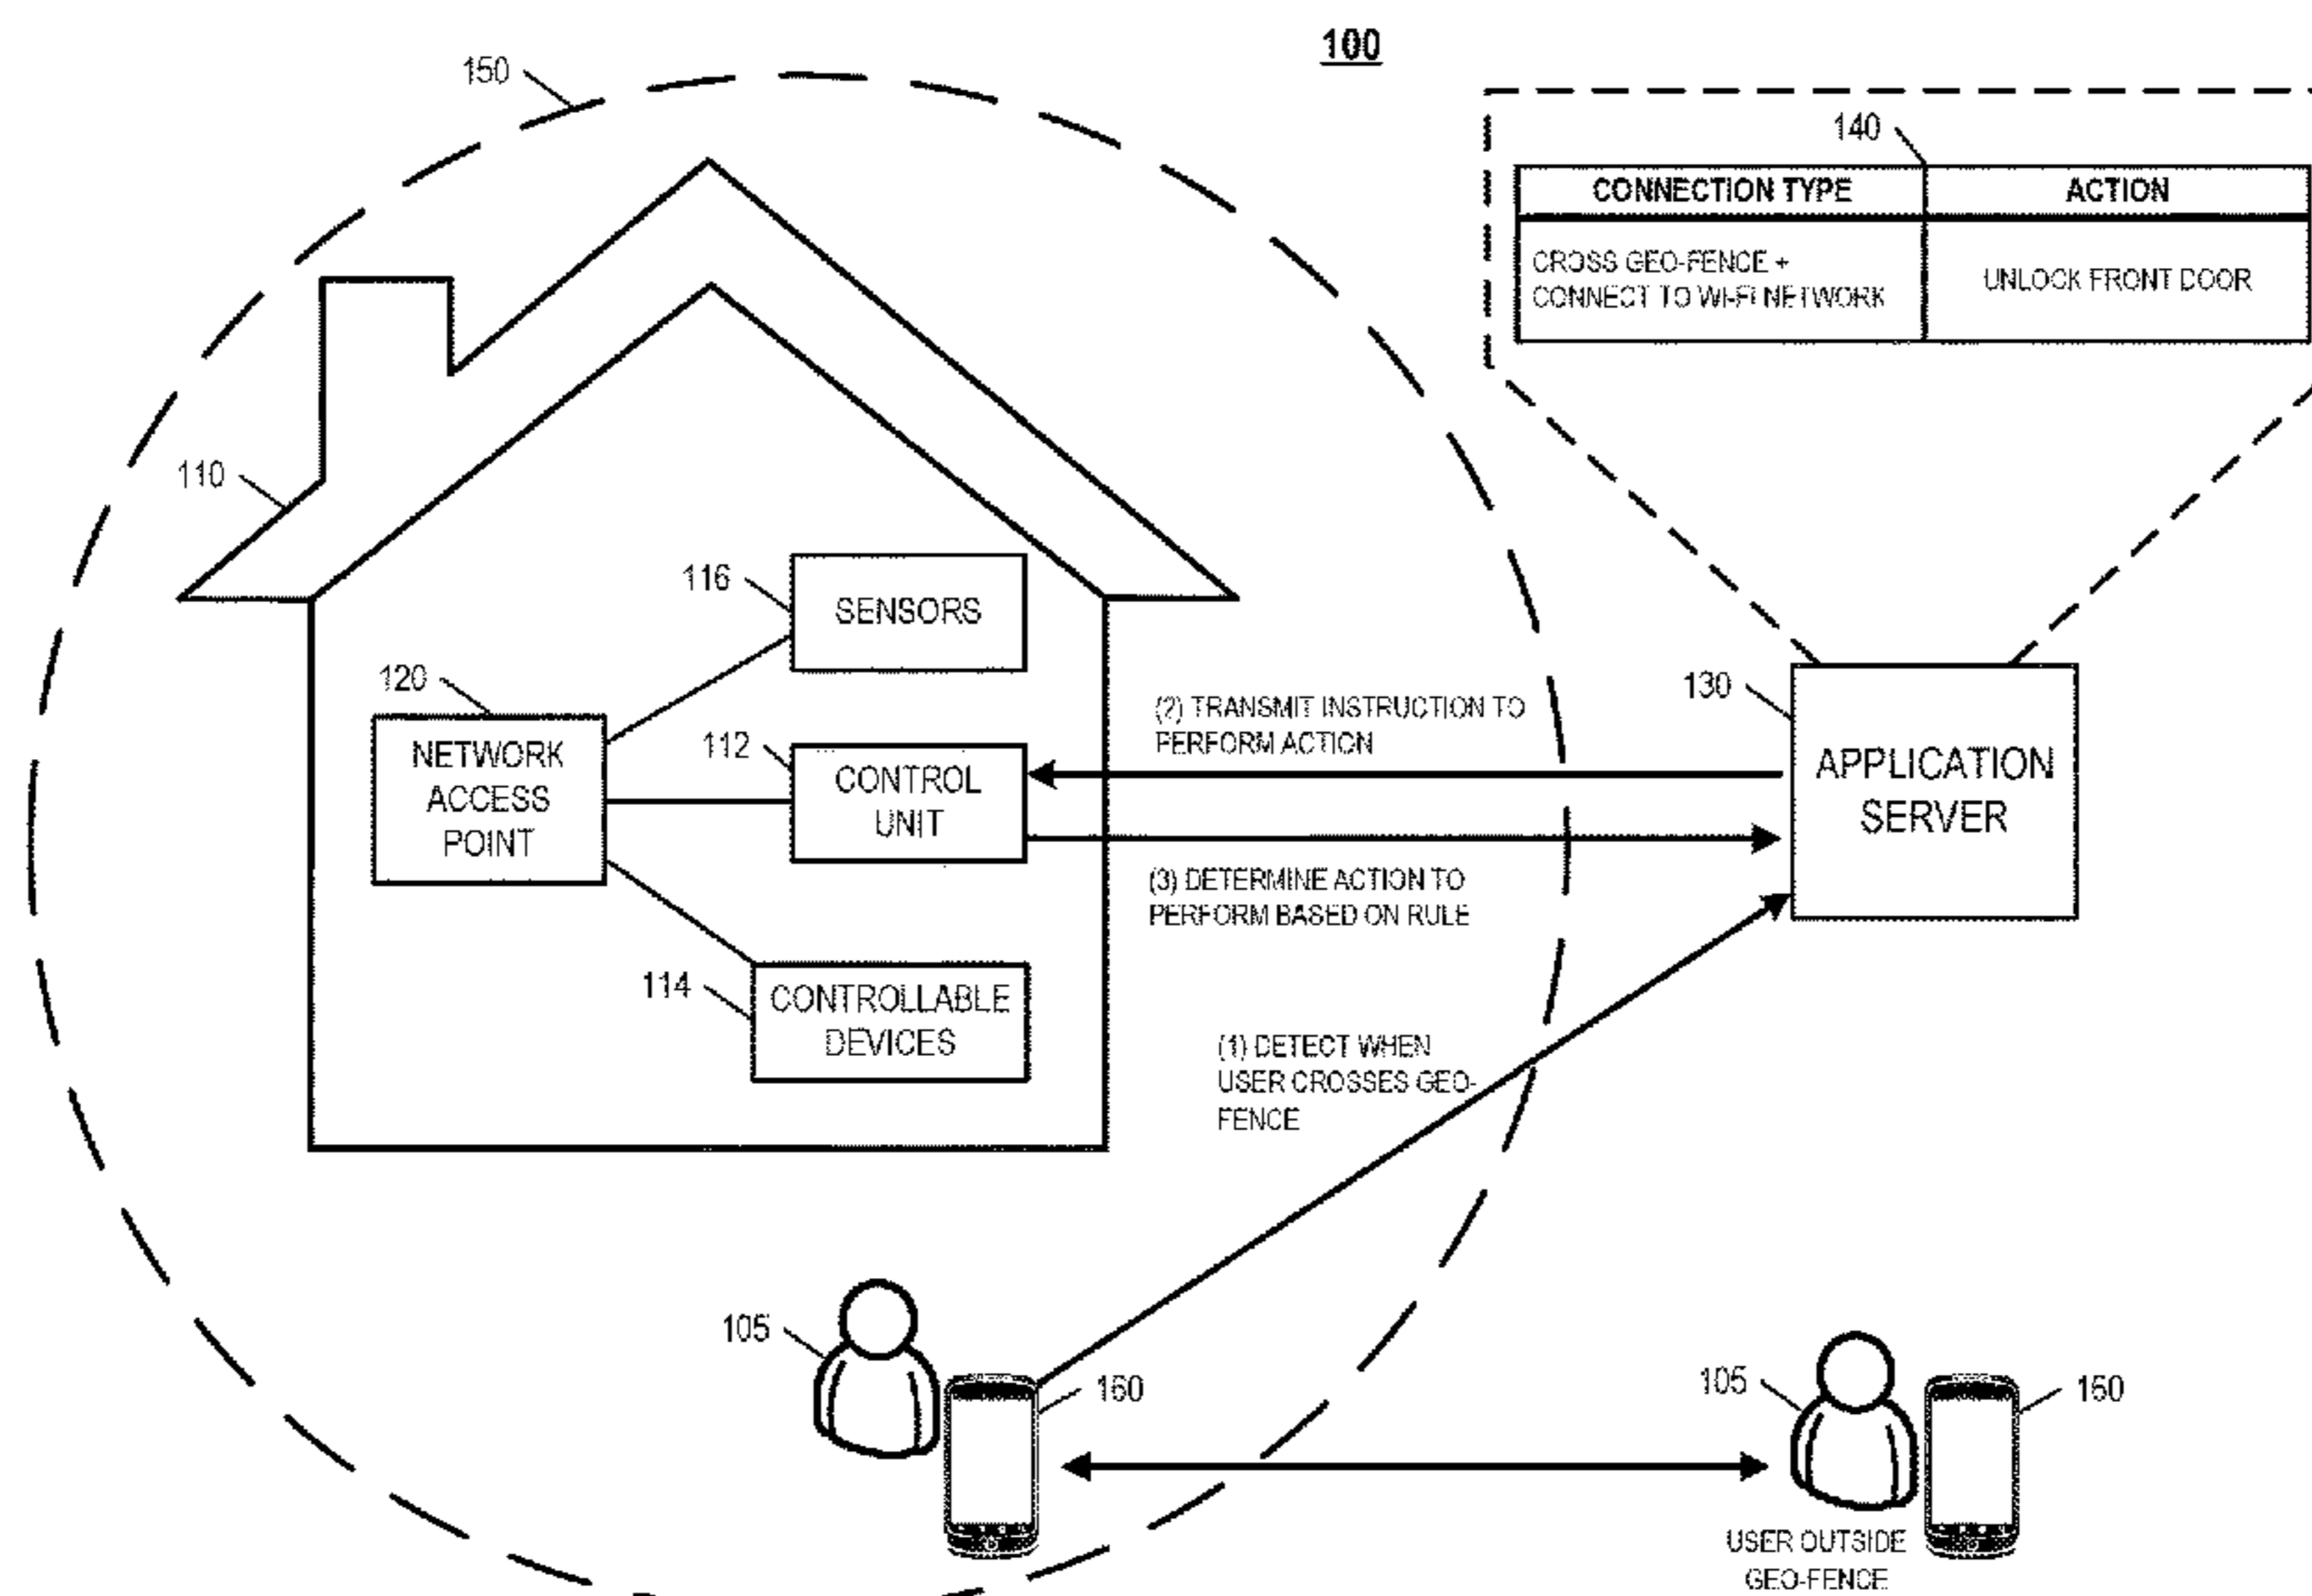 100
150
140
CONNECTION TYPE
ACTION
CROSS GEO-FENCE +
CONNECT TO WI-FI NETWORK
UNLOCK FRONT DOOR
110
116
SENSORS
120
NETWORK
ACCESS
POINT
112
CONTROL
UNIT
(2) TRANSMIT INSTRUCTION TO
PERFORM ACTION
130
APPLICATION
SERVER
(3) DETERMINE ACTION TO
PERFORM BASED ON RULE
114
CONTROLLABLE
DEVICES
(1) DETECT WHEN
USER CROSSES GEO-
FENCE
105
160
105
160
USER OUTSIDE
GEO-FENCE